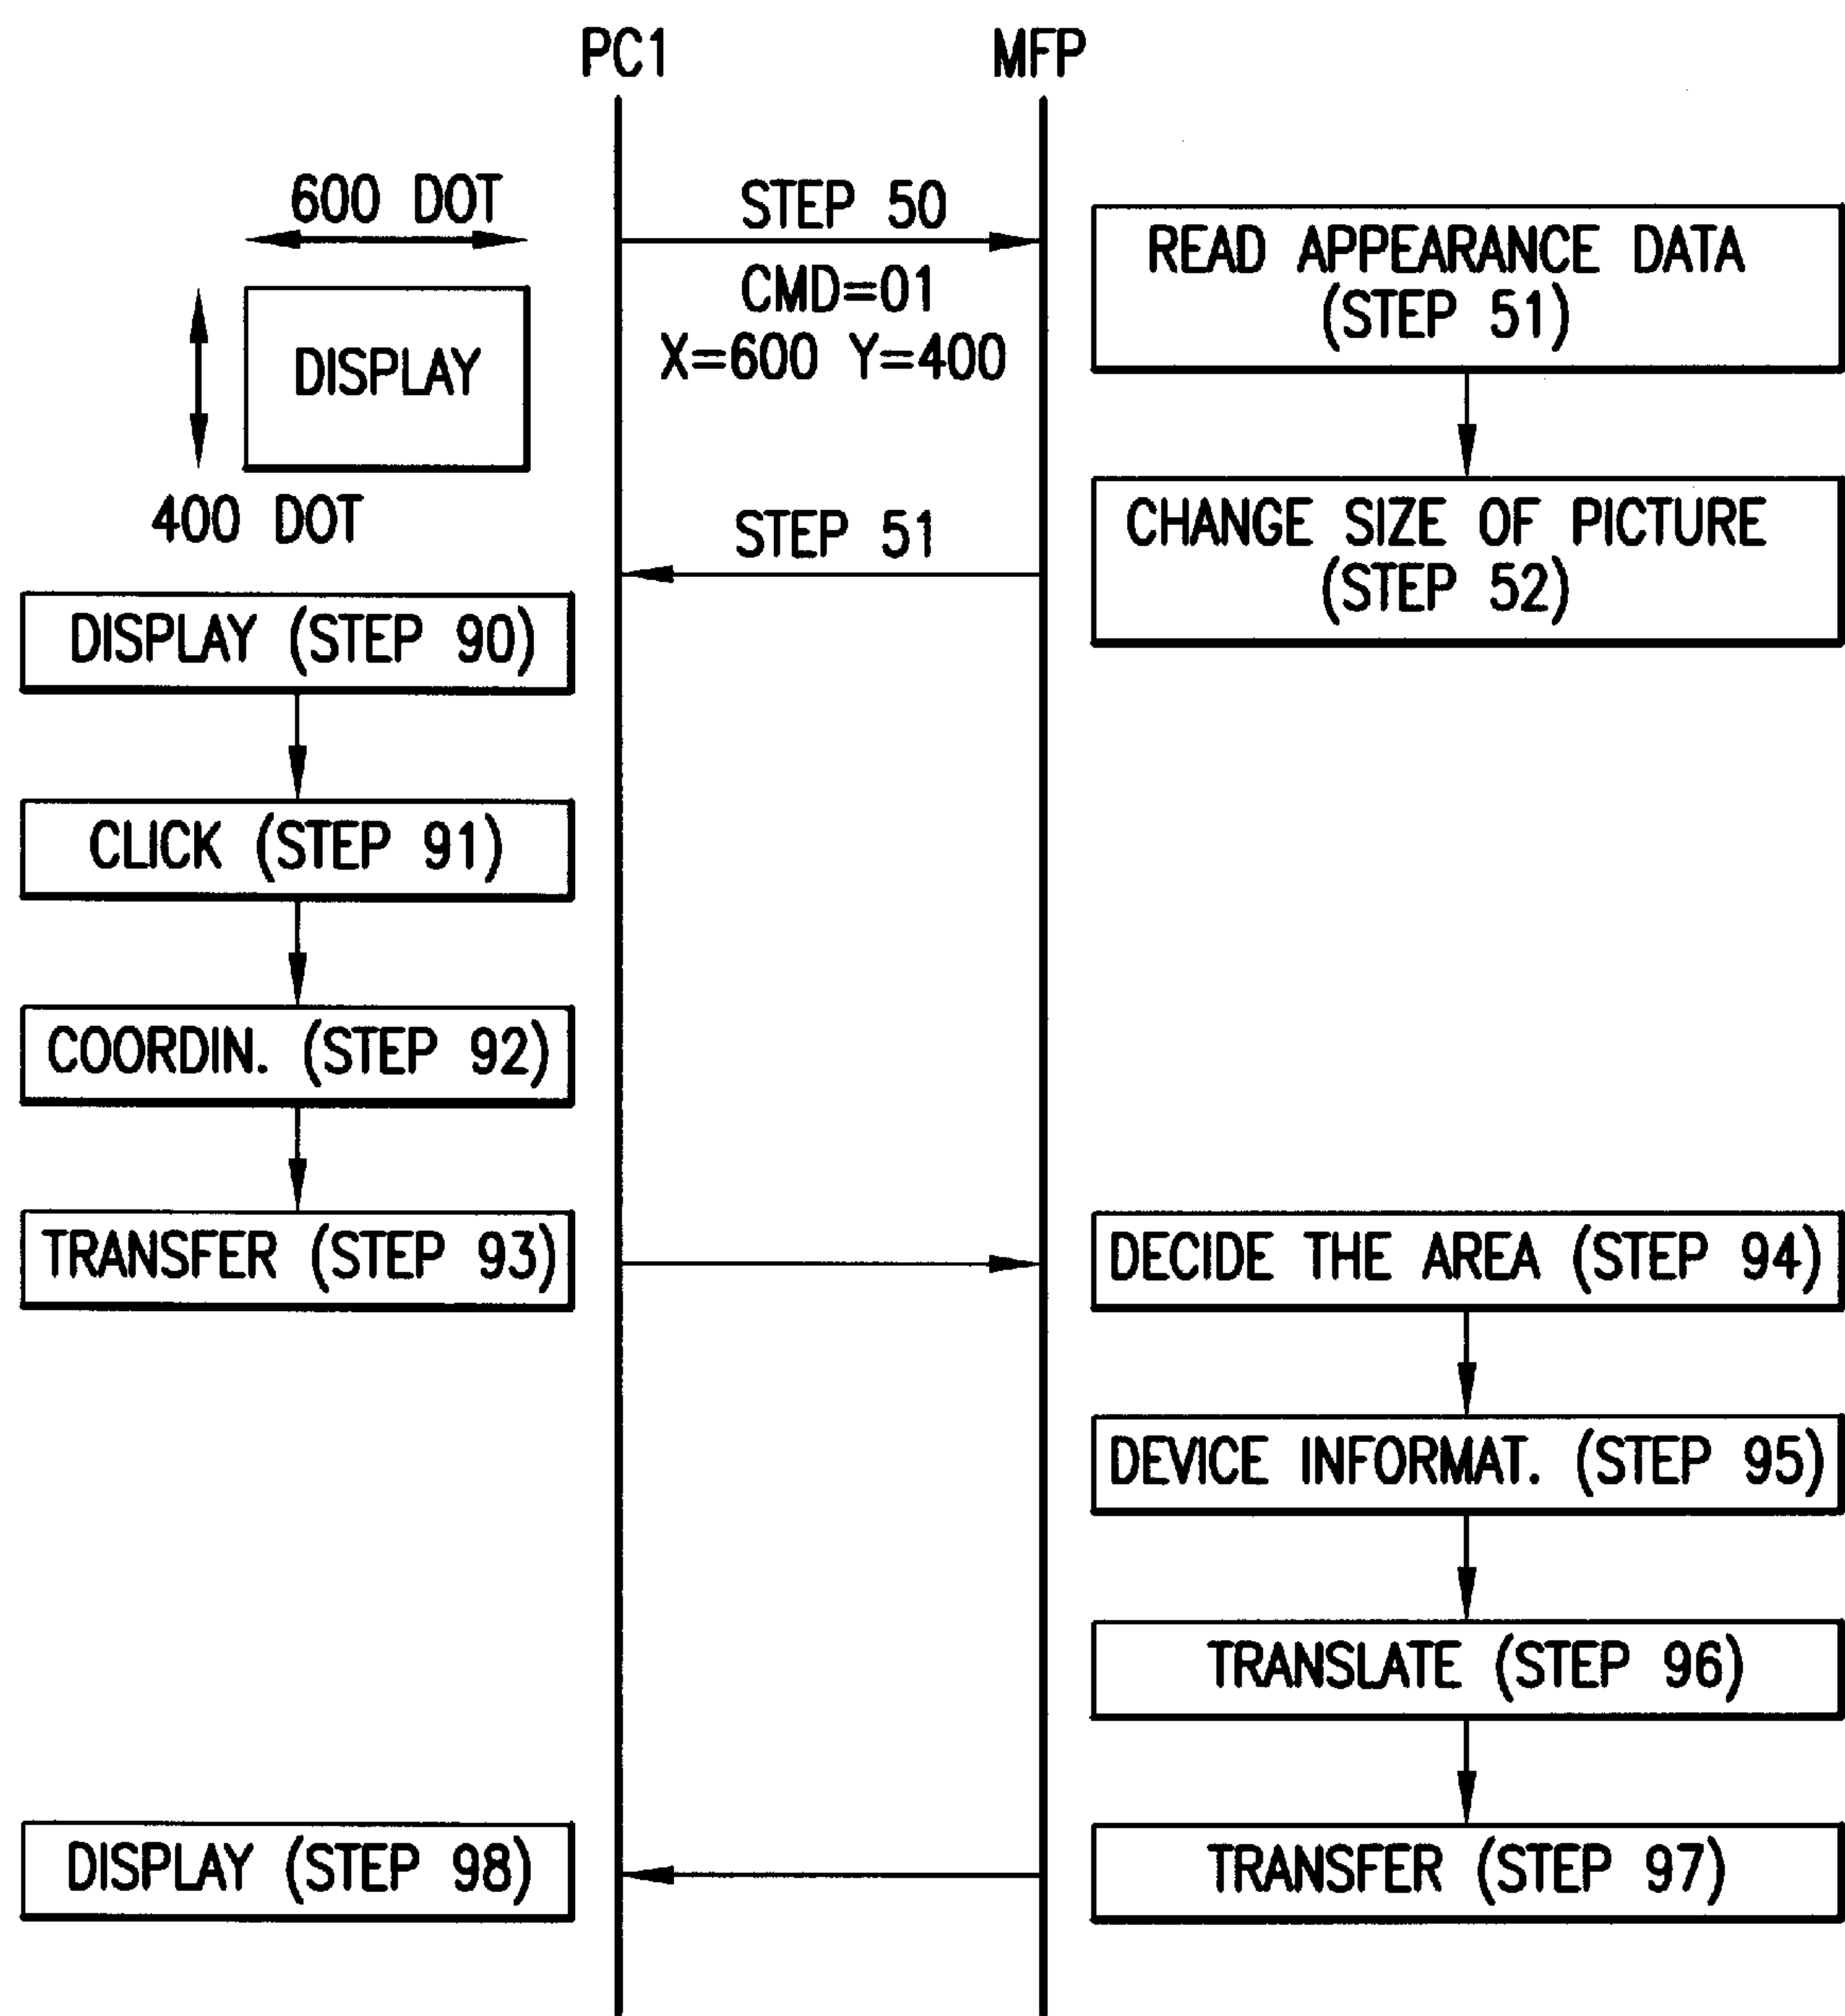 PC1
MFP
600 DOT
STEP 50
CMD=01
X=600 Y=400
READ APPEARANCE DATA
(STEP 51)
DISPLAY
400 DOT
STEP 51
CHANGE SIZE OF PICTURE
(STEP 52)
DISPLAY (STEP 90)
CLICK (STEP 91)
COORDIN. (STEP 92)
TRANSFER (STEP 93)
DECIDE THE AREA (STEP 94)
DEVICE INFORMAT. (STEP 95)
TRANSLATE (STEP 96)
DISPLAY (STEP 98)
TRANSFER (STEP 97)